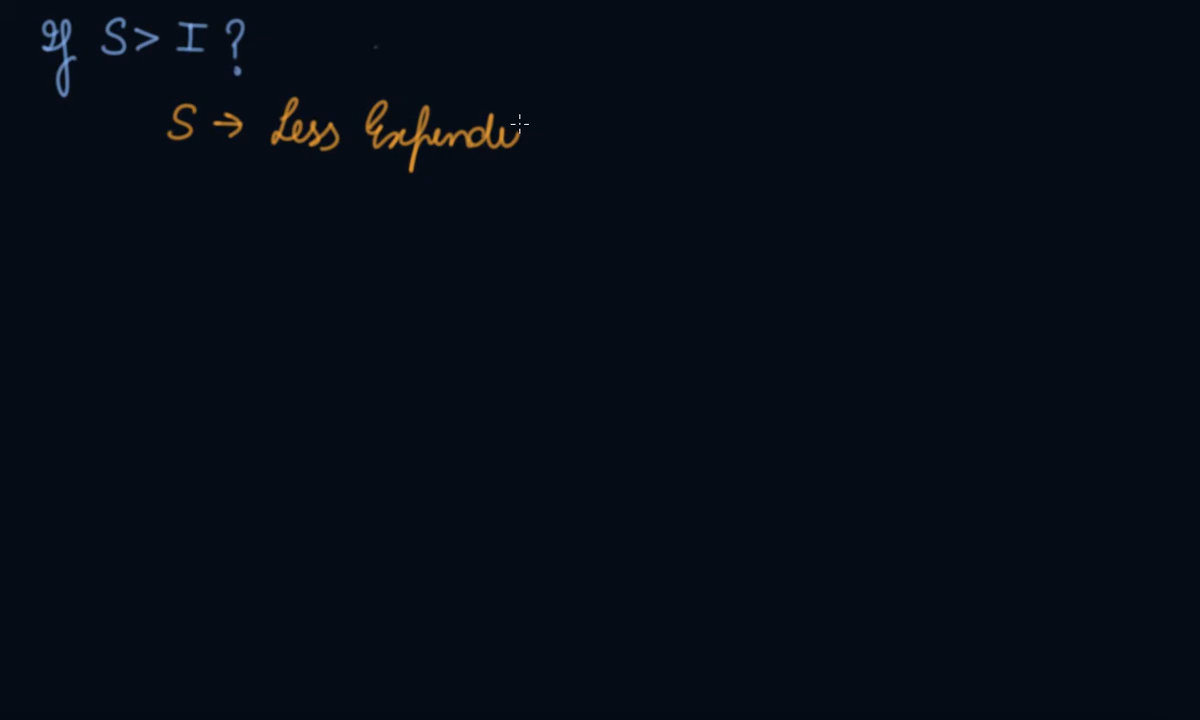 If S > I ?
S → Less Expendi